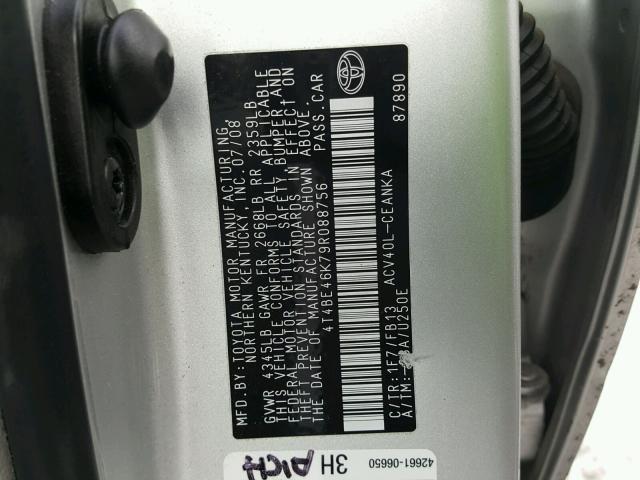 MFD.BY:TOYOTA MOTOR MANUFACTURING,
NORTHERN KENTUCKY, INC.07/08
GVWR 4345LB GAWR FR 2668LB RR 2359LB
THIS VEHICLE CONFORMS TO ALL APPLICABLE
FEDERAL MOTOR VEHICLE SAFETY, BUMPER AND
THEFT PREVENTION STANDARDS IN EFFECT ON
THE DATE OF MANUFACTURE SHOWN ABOVE.
4T4BE46K79R088756 PASS.CAR
C/TR:1F7/FB13 ACV40L-CEANKA
A/TM: A/U250E 87890
42661-06650
3H